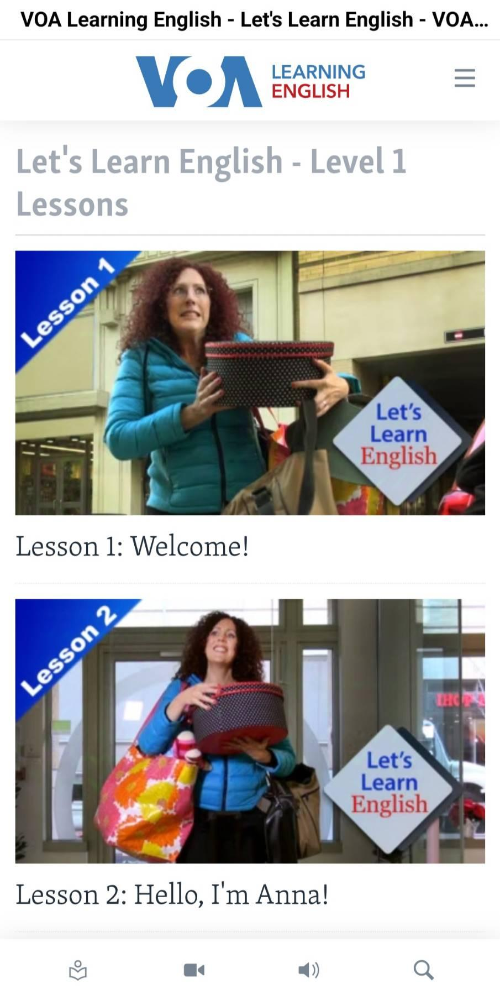 VOA Learning English - Let's Learn English - VOA...
VOA
LEARNING
ENGLISH
Let's Learn English - Level 1
Lessons
Lesson 1
Let's
Learn
English
Lesson 1: Welcome!
Lesson 2
Let's
Learn
English
Lesson 2: Hello, I'm Anna!